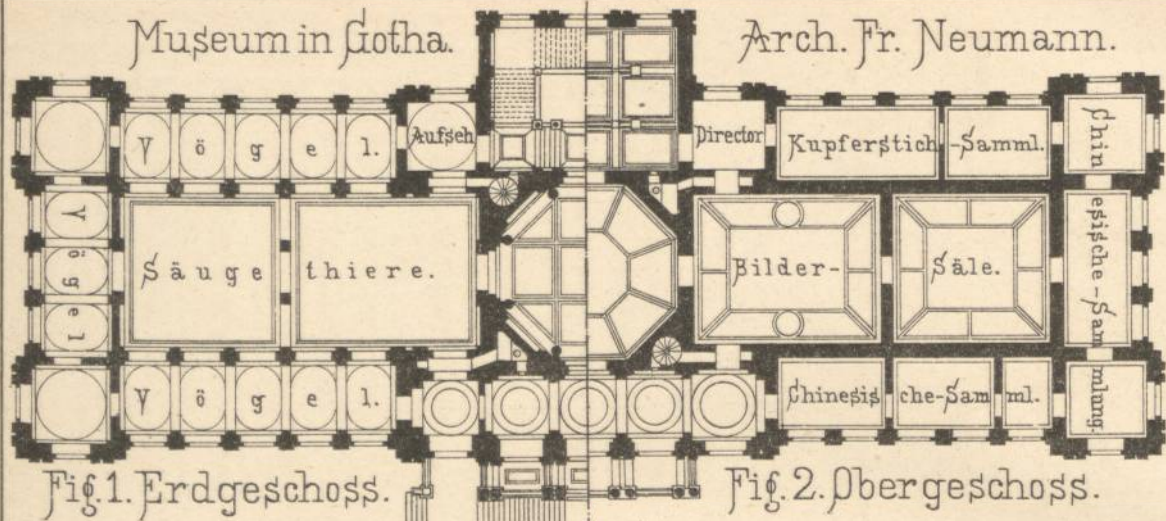 Museum in Gotha.
Arch. Fr. Neumann.
Vögel.
Aufseh
Director
Kupferstich-Samml.
Chinesische-Sammlung.
Vögel
Säugethiere.
Bilder-Säle.
Vögel.
Chinesische-Samml.
Fig. 1. Erdgeschoss.
Fig. 2. Obergeschoss.